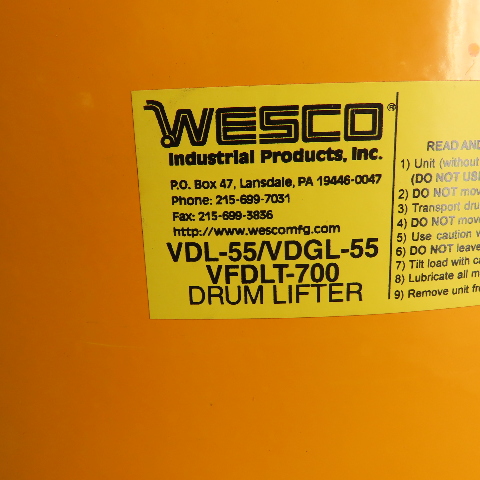 WESCO®
Industrial Products, Inc.
P.O. Box 47, Lansdale, PA 19446-0047
Phone: 215-699-7031
Fax: 215-699-3836
http://www.wescomfg.com
VDL-55/VDGL-55
VFDLT-700
DRUM LIFTER
READ AND
1) Unit (without
(DO NOT USE
2) DO NOT mov
3) Transport dru
4) DO NOT move
5) Use caution w
6) DO NOT leave
7) Tilt load with ca
8) Lubricate all m
9) Remove unit fr